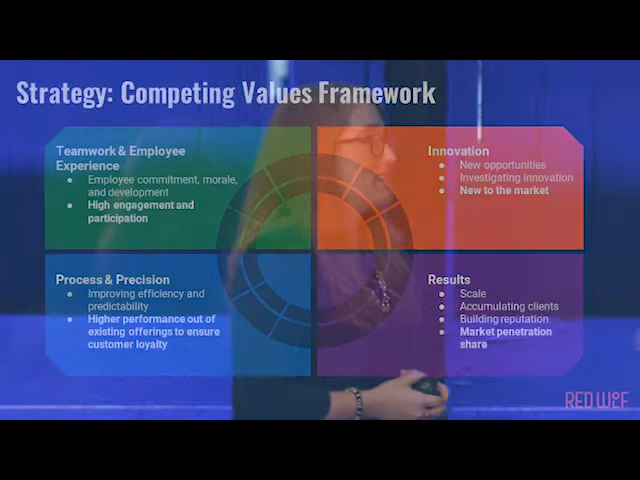 Strategy: Competing Values Framework
Teamwork & Employee
Experience
● Employee commitment, morale,
and development
● High engagement and
participation
Innovation
● New opportunities
● Investigating innovation
● New to the market
Process & Precision
● Improving efficiency and
predictability
● Higher performance out of
existing offerings to ensure
customer loyalty
Results
● Scale
● Accumulating clients
● Building reputation
● Market penetration
share
RED WOLF